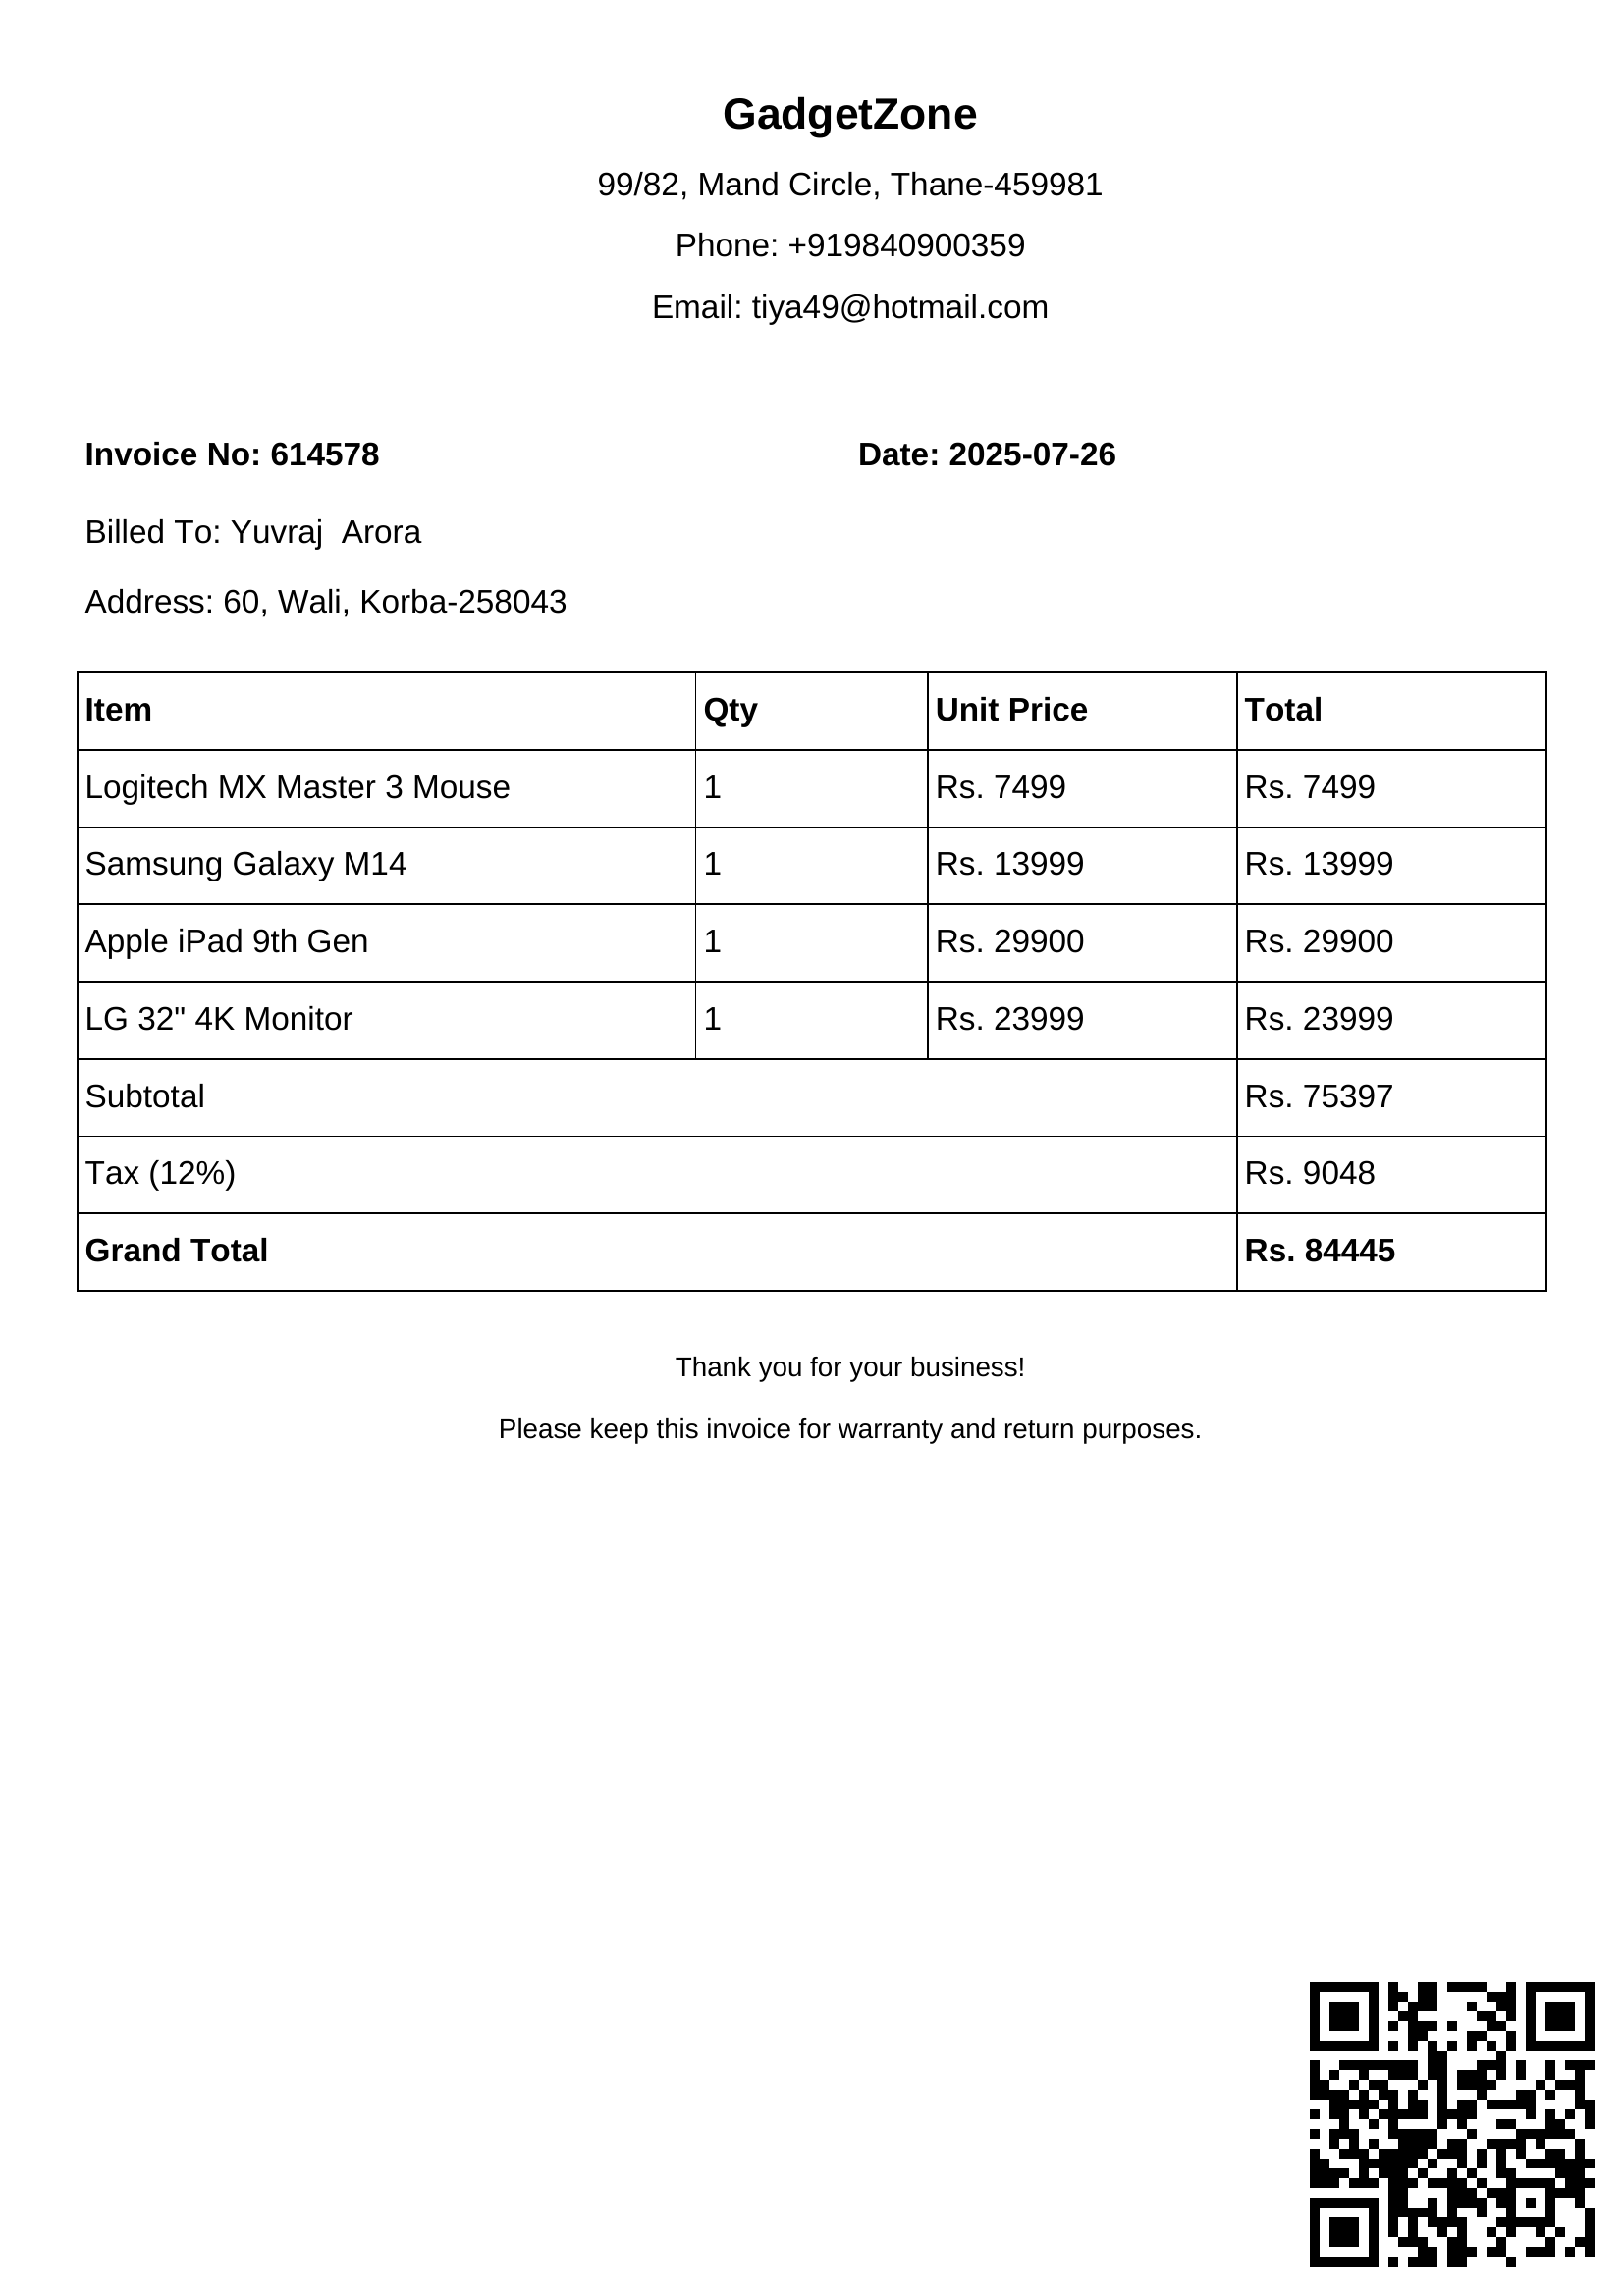 GadgetZone
99/82, Mand Circle, Thane-459981
Phone: +919840900359
Email: tiya49@hotmail.com
Invoice No: 614578 Date: 2025-07-26
Billed To: Yuvraj  Arora
Address: 60, Wali, Korba-258043
Item Qty Unit Price Total
Logitech MX Master 3 Mouse 1 Rs. 7499 Rs. 7499
Samsung Galaxy M14 1 Rs. 13999 Rs. 13999
Apple iPad 9th Gen 1 Rs. 29900 Rs. 29900
LG 32" 4K Monitor 1 Rs. 23999 Rs. 23999
Subtotal Rs. 75397
Tax (12%) Rs. 9048
Grand Total Rs. 84445
Thank you for your business!
Please keep this invoice for warranty and return purposes.